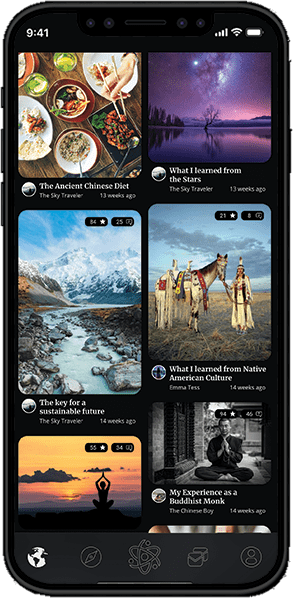 9:41
The Ancient Chinese Diet
The Sky Traveler 13 weeks ago
What I learned from
the Stars
The Sky Traveler 13 weeks ago
84 ★ 25
The key for a
sustainable future
The Sky Traveler 14 weeks ago
21 ★ 8
What I learned from Native
American Culture
Emma Tess 14 weeks ago
55 ★ 34
94 ★ 46
My Experience as a
Buddhist Monk
The Chinese Boy 14 weeks ago